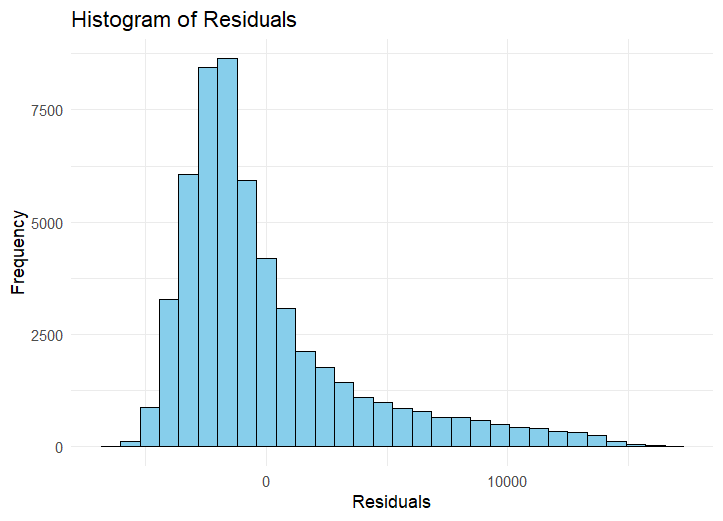 Histogram of Residuals
7500
5000
2500
0
Frequency
0
10000
Residuals